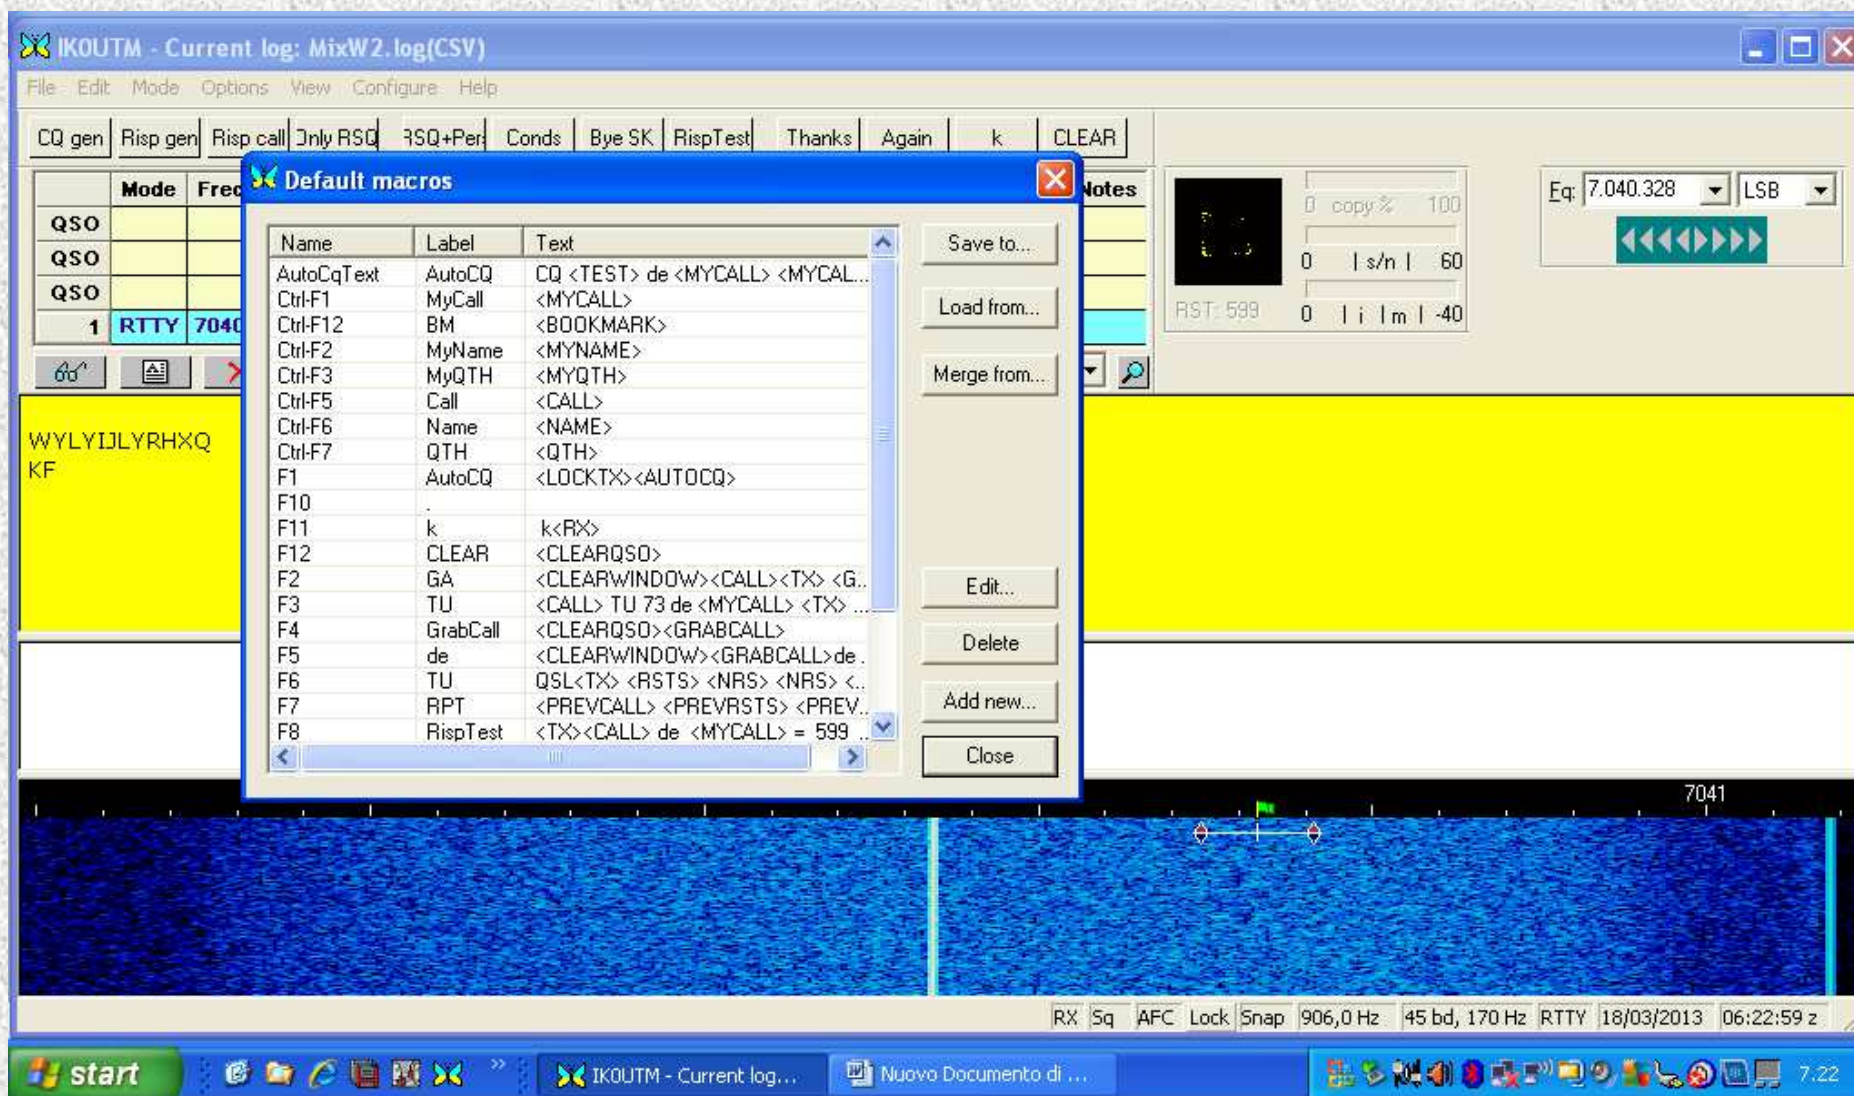 IK0UTM - Current log: MixW2.log(CSV)
File Edit Mode Options View Configure Help
CQ gen Risp gen Risp call Only RSQ RSQ+Per Conds Bye SK RispTest Thanks Again k CLEAR
Mode Freq Notes
QSO
QSO
QSO
1 RTTY 7040
0 copy% 100
0 | s/n | 60
RST: 599 0 | i | m | -40
Fq: 7.040.328 LSB
Default macros
Name Label Text
AutoCqText AutoCQ CQ <TEST> de <MYCALL> <MYCAL...
Ctrl-F1 MyCall <MYCALL>
Ctrl-F12 BM <BOOKMARK>
Ctrl-F2 MyName <MYNAME>
Ctrl-F3 MyQTH <MYQTH>
Ctrl-F5 Call <CALL>
Ctrl-F6 Name <NAME>
Ctrl-F7 QTH <QTH>
F1 AutoCQ <LOCKTX><AUTOCQ>
F10 .
F11 k k<RX>
F12 CLEAR <CLEARQSO>
F2 GA <CLEARWINDOW><CALL><TX> <G...
F3 TU <CALL> TU 73 de <MYCALL> <TX> ...
F4 GrabCall <CLEARQSO><GRABCALL>
F5 de <CLEARWINDOW><GRABCALL>de ...
F6 TU QSL<TX> <RSTS> <NRS> <NRS> <...
F7 RPT <PREVCALL> <PREVRSTS> <PREV...
F8 RispTest <TX><CALL> de <MYCALL> = 599 ...
Save to...
Load from...
Merge from...
Edit...
Delete
Add new...
Close
WYLYIJLYRHXQ
KF
7041
RX Sq AFC Lock Snap 906,0 Hz 45 bd, 170 Hz RTTY 18/03/2013 06:22:59 z
start IK0UTM - Current log... Nuovo Documento di ... 7.22